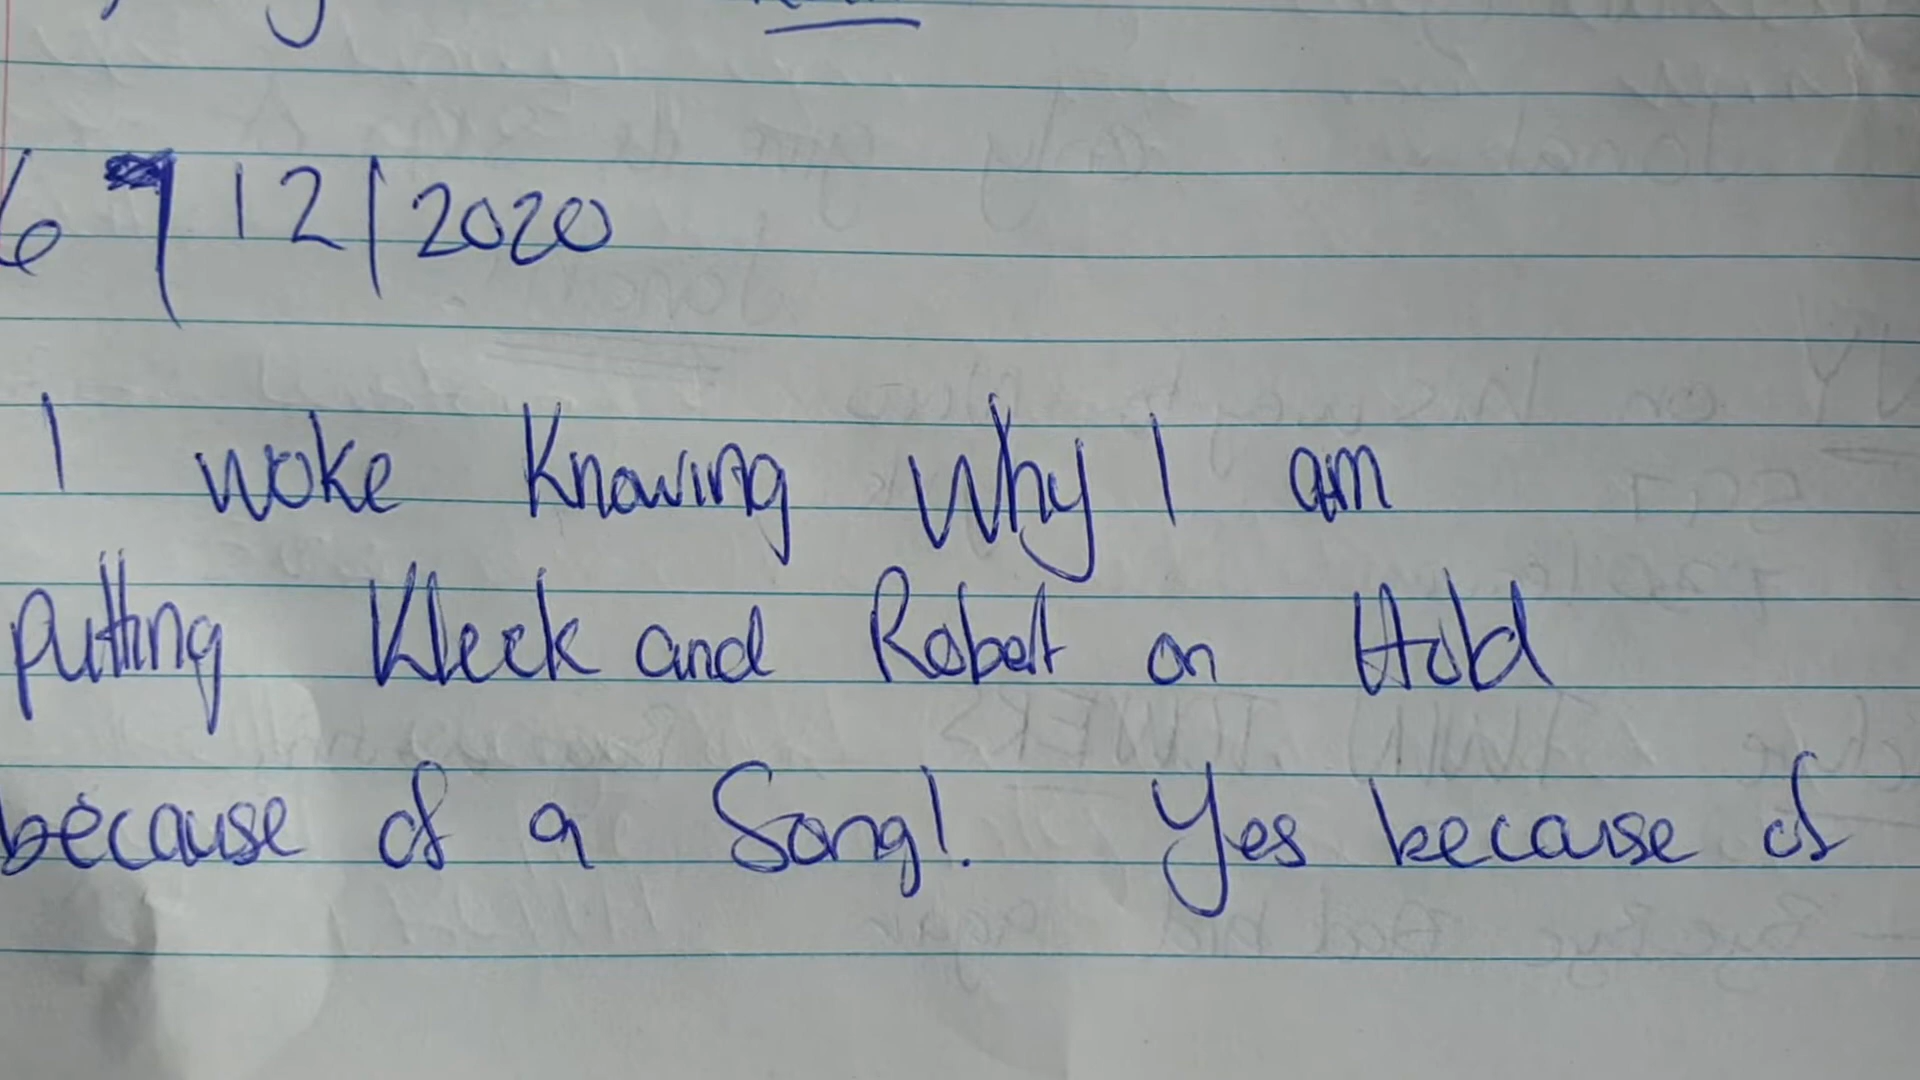 6/12/2020
I woke Knowing Why I am
putting Kleek and Robert on Hold
because of a Song!. Yes because of